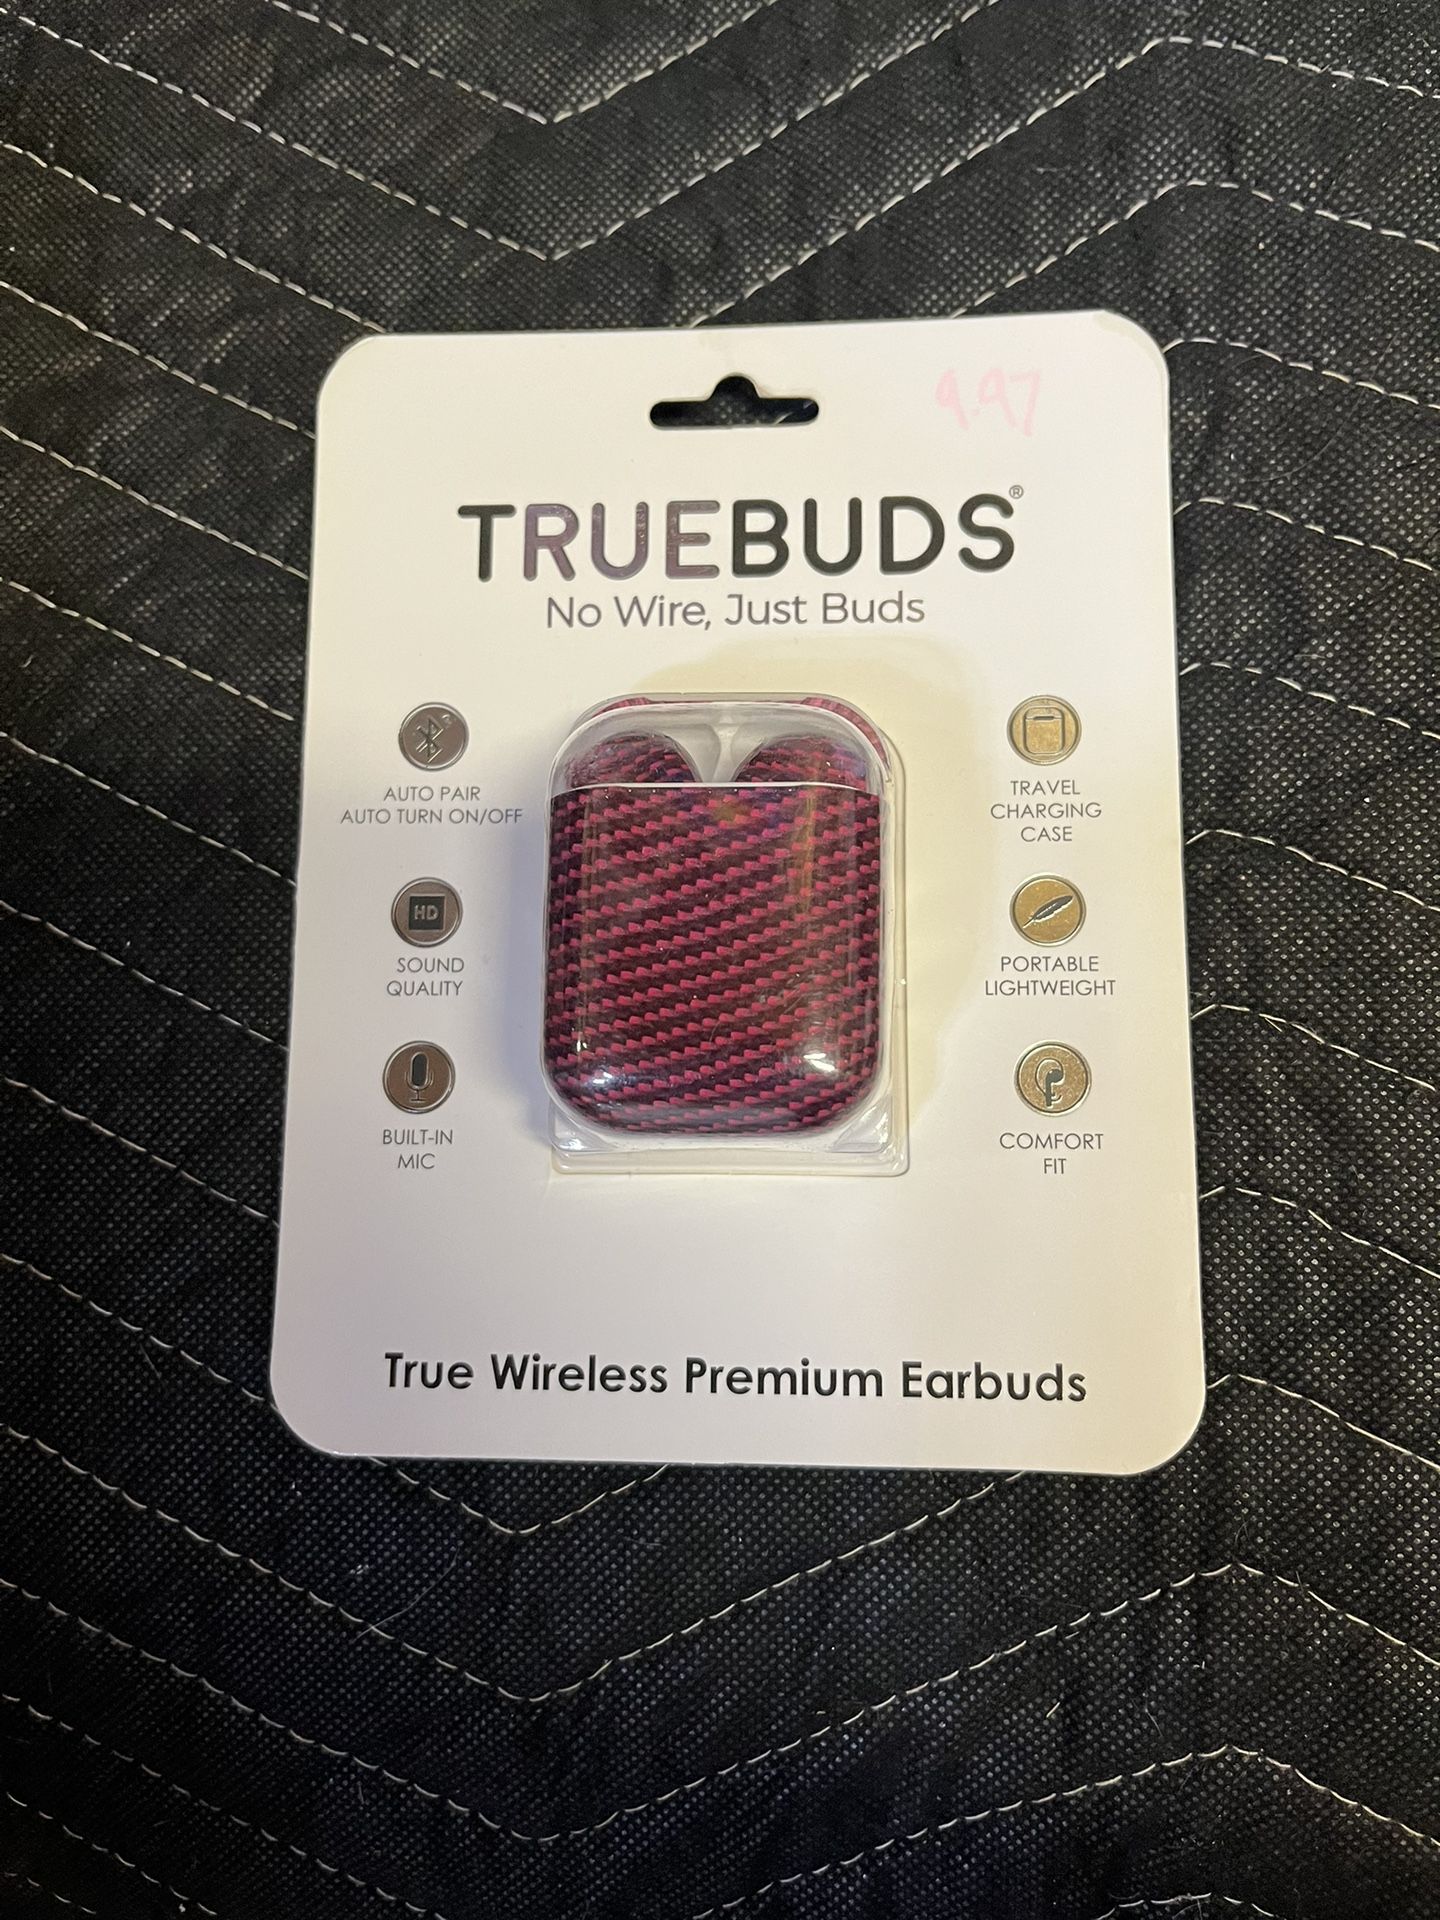 9.97
TRUEBUDS®
No Wire, Just Buds
AUTO PAIR
AUTO TURN ON/OFF
HD
SOUND
QUALITY
BUILT-IN
MIC
TRAVEL
CHARGING
CASE
PORTABLE
LIGHTWEIGHT
COMFORT
FIT
True Wireless Premium Earbuds